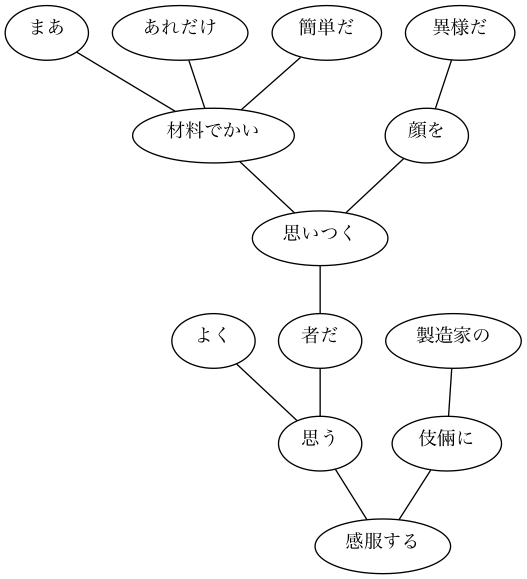 まあ
あれだけ
簡単だ
異様だ
材料でかい
顔を
思いつく
よく
者だ
製造家の
思う
伎倆に
感服する